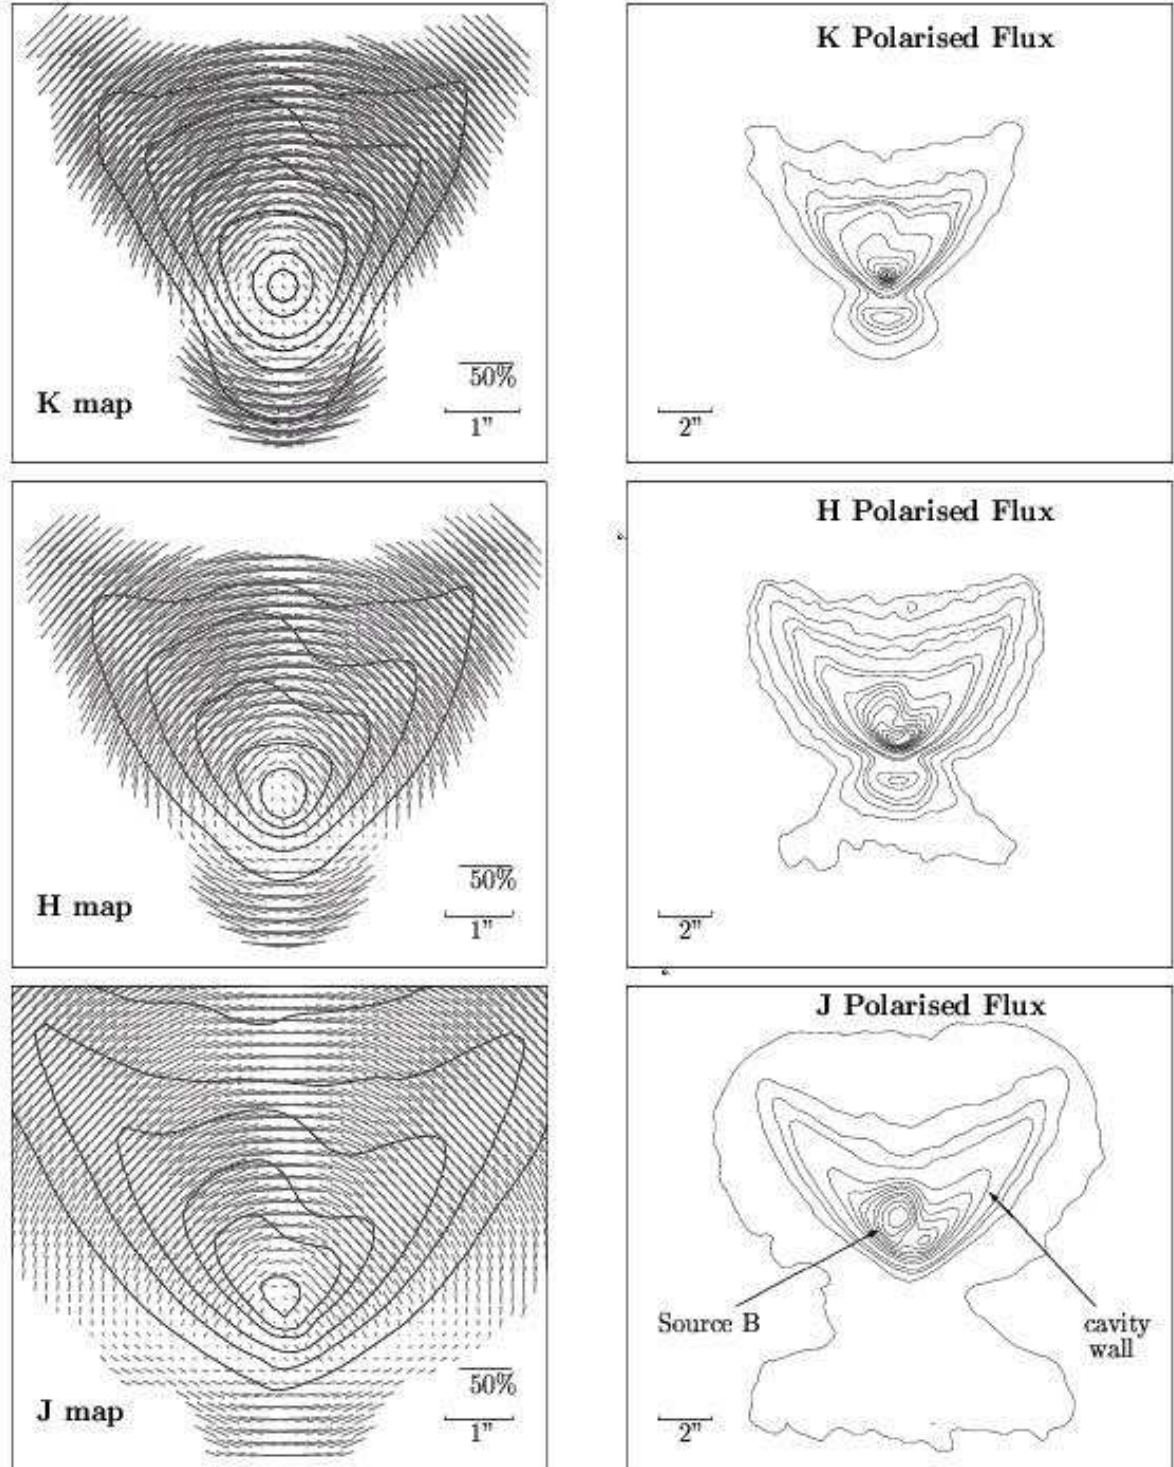 K Polarised Flux
50%
K map
1"
2"
H Polarised Flux
50%
H map
1"
2"
J Polarised Flux
Source B
cavity
wall
50%
J map
1"
2"